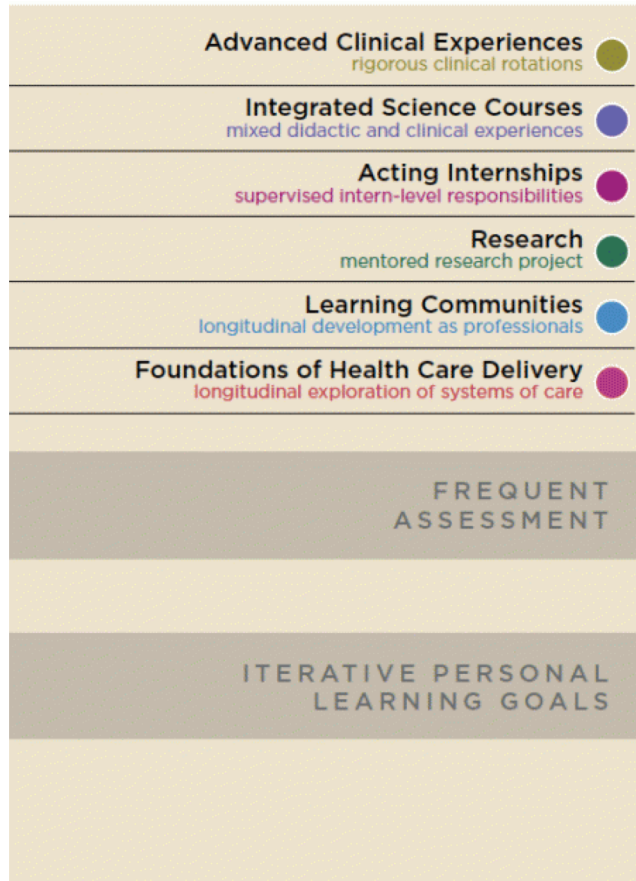 Advanced Clinical Experiences
rigorous clinical rotations
Integrated Science Courses
mixed didactic and clinical experiences
Acting Internships
supervised intern-level responsibilities
Research
mentored research project
Learning Communities
longitudinal development as professionals
Foundations of Health Care Delivery
longitudinal exploration of systems of care
FREQUENT
ASSESSMENT
ITERATIVE PERSONAL
LEARNING GOALS